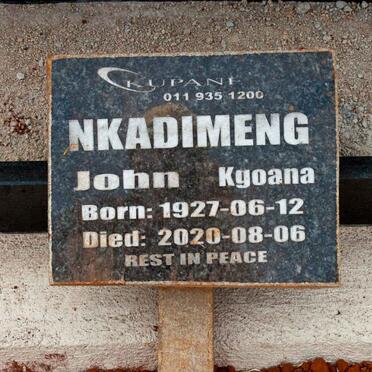 KUPANE
011 935 1200
NKADIMENG
John Kgoana
Born: 1927-06-12
Died: 2020-08-06
REST IN PEACE